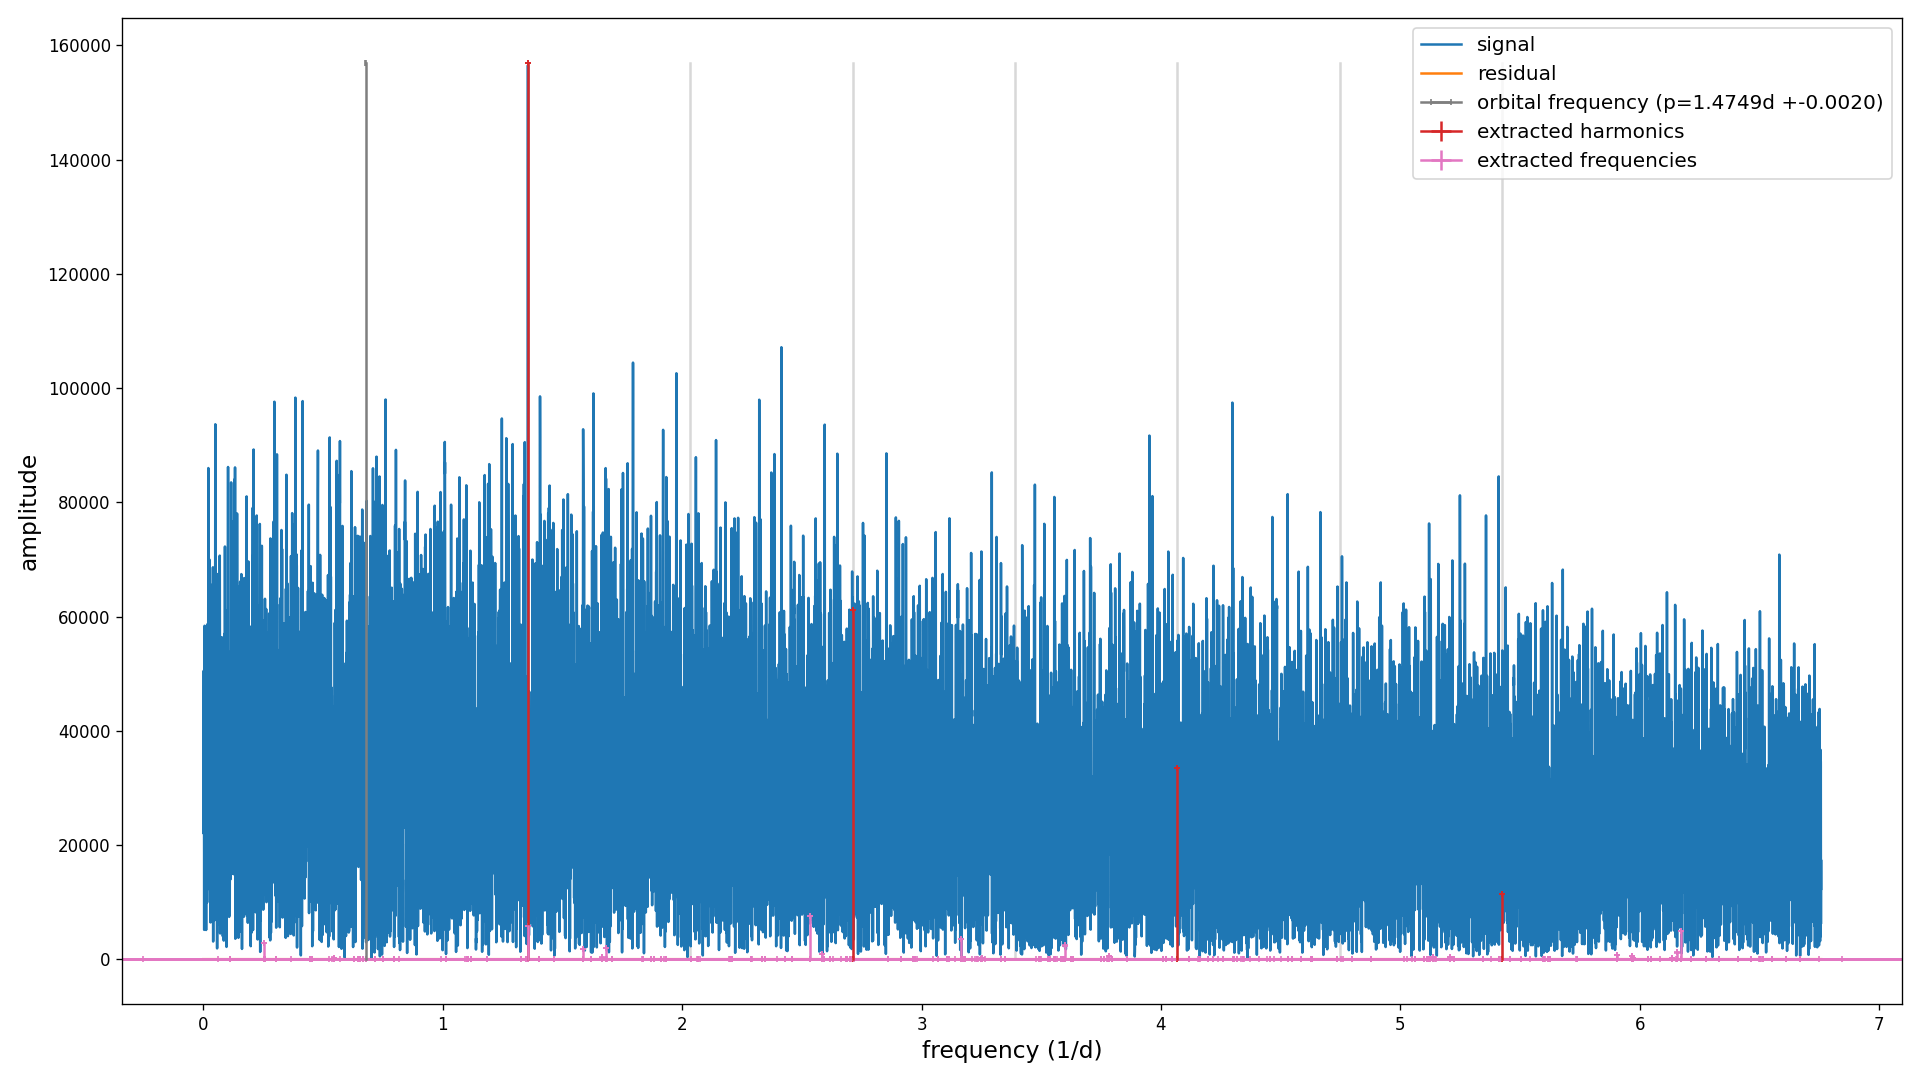 160000
140000
120000
100000
80000
60000
40000
20000
0
amplitude
0 1 2 3 4 5 6 7
frequency (1/d)
signal
residual
orbital frequency (p=1.4749d +-0.0020)
extracted harmonics
extracted frequencies